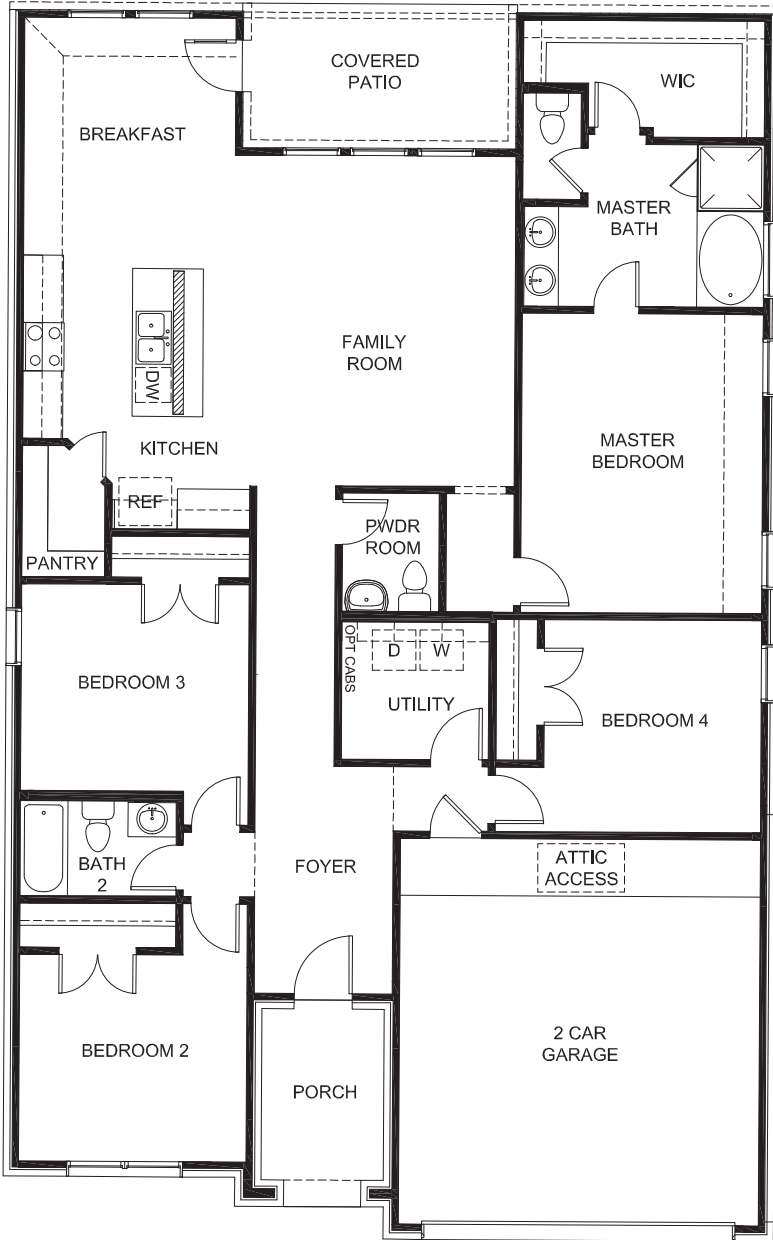 COVERED
PATIO
WIC
BREAKFAST
MASTER
BATH
FAMILY
ROOM
DW
KITCHEN
MASTER
BEDROOM
REF
PWDR
ROOM
PANTRY
OPT CABS
D
W
BEDROOM 3
UTILITY
BEDROOM 4
BATH
2
FOYER
ATTIC
ACCESS
BEDROOM 2
2 CAR
GARAGE
PORCH